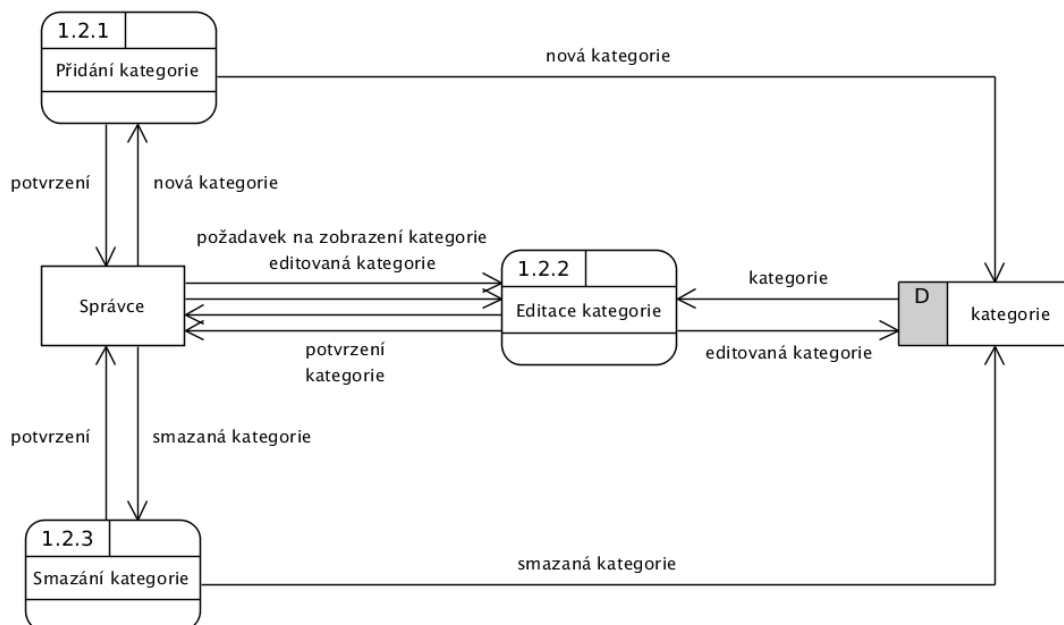 1.2.1
Přidání kategorie
nová kategorie
potvrzení
nová kategorie
požadavek na zobrazení kategorie
editovaná kategorie
Správce
1.2.2
Editace kategorie
kategorie
D
kategorie
potvrzení
kategorie
editovaná kategorie
potvrzení
smazaná kategorie
1.2.3
Smazání kategorie
smazaná kategorie